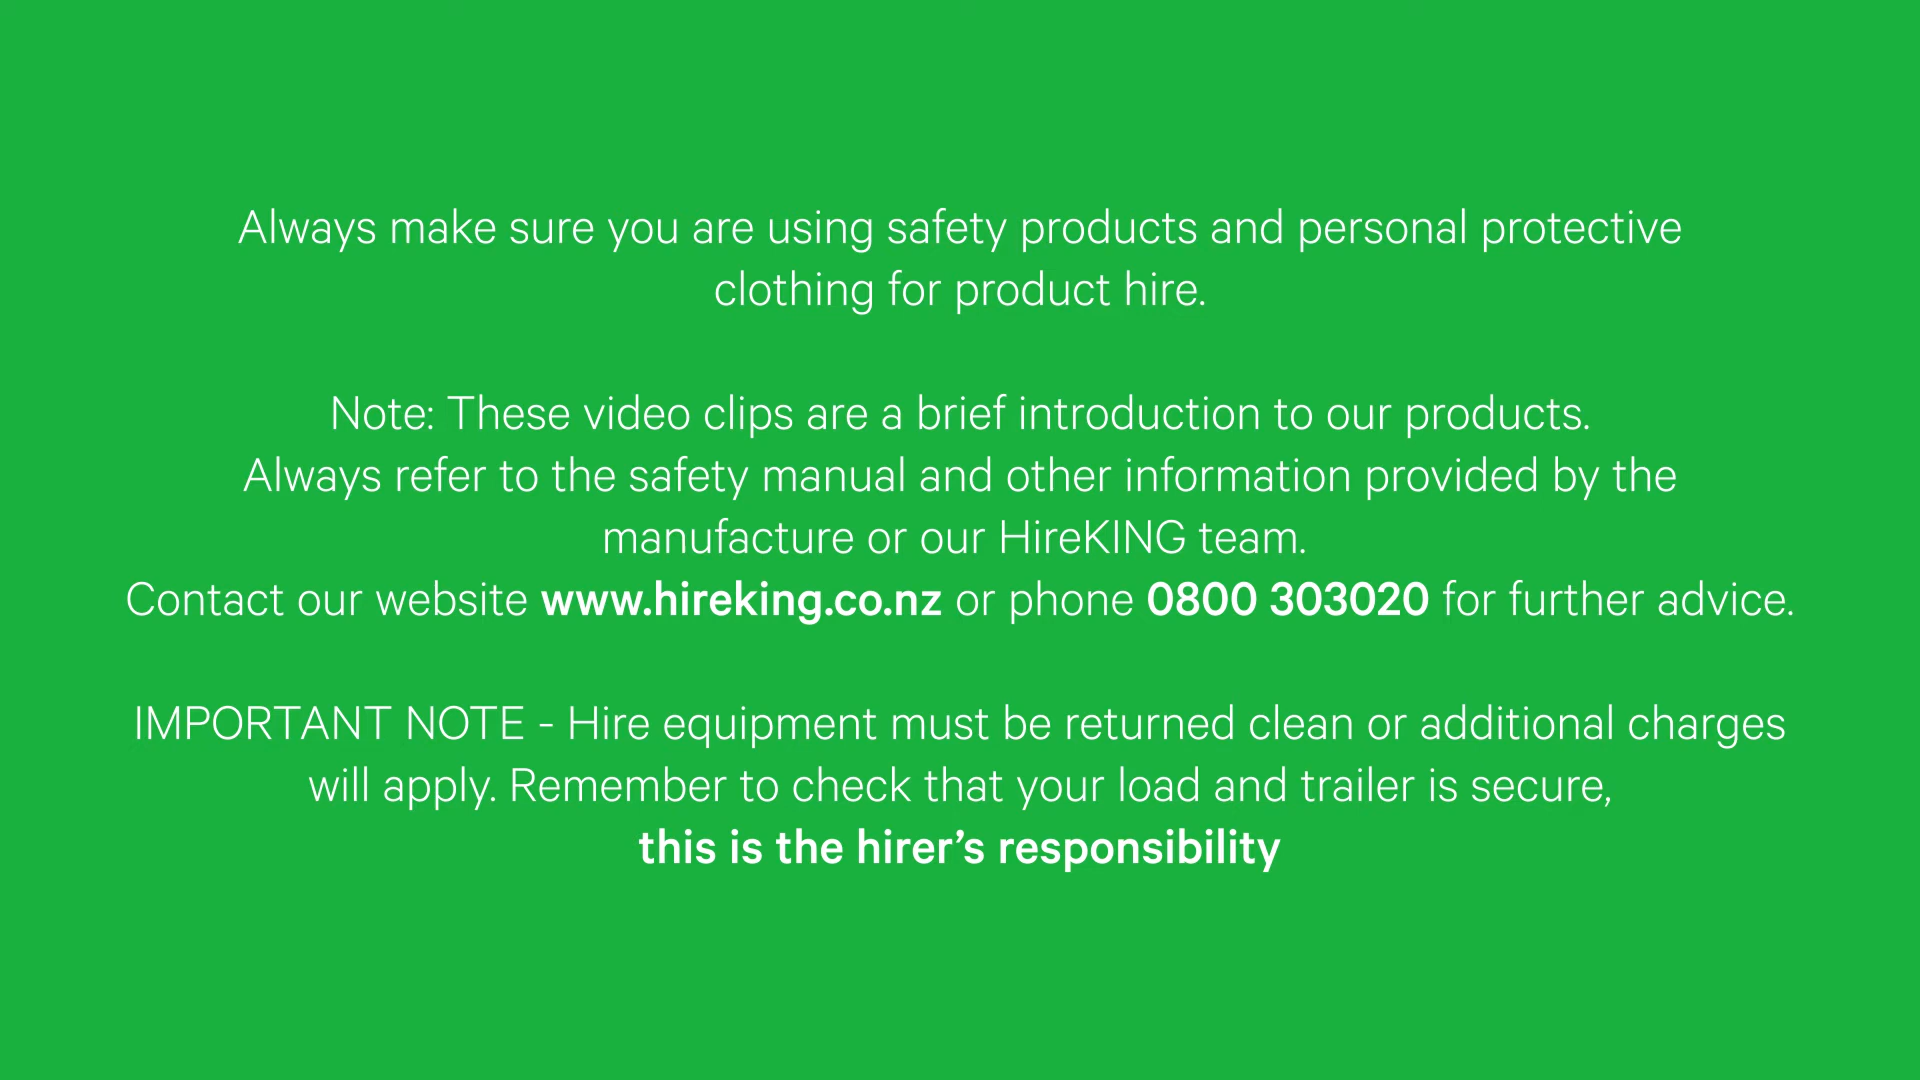 Always make sure you are using safety products and personal protective
clothing for product hire.
Note: These video clips are a brief introduction to our products.
Always refer to the safety manual and other information provided by the
manufacture or our HireKING team.
Contact our website www.hireking.co.nz or phone 0800 303020 for further advice.
IMPORTANT NOTE - Hire equipment must be returned clean or additional charges
will apply. Remember to check that your load and trailer is secure,
this is the hirer’s responsibility